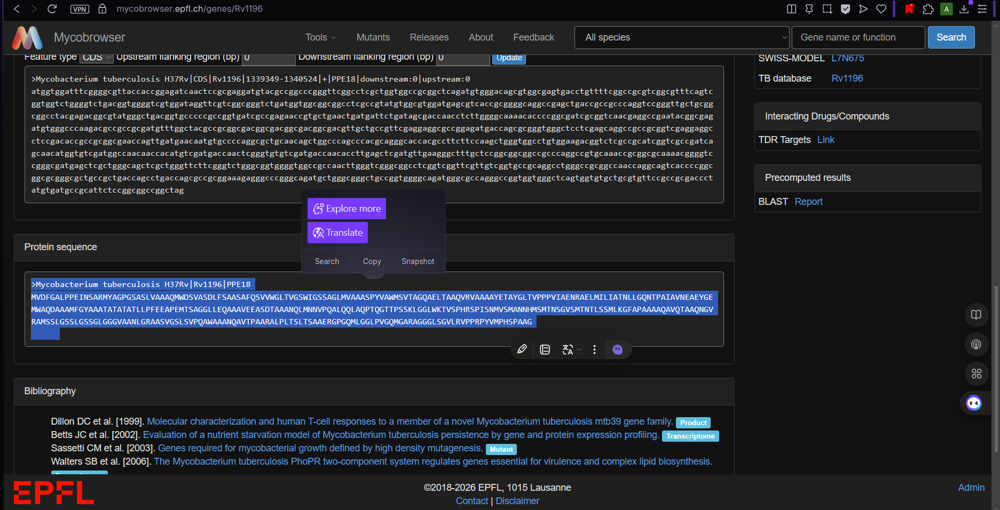 VPN
mycobrowser.epfl.ch/genes/Rv1196
A
Mycobrowser
Tools
Mutants
Releases
About
Feedback
All species
Gene name or function
Search
Feature type CDS Upstream flanking region (bp) 0 Downstream flanking region (bp) 0 Update
>Mycobacterium tuberculosis H37Rv|CDS|Rv1196|1339349-1340524|+|PPE18|downstream:0|upstream:0
atggtggatttcggggcgttaccaccggagatcaactccgcgaggatgtacgccggcccgggttcggcctcgctggtggccgcggctcagatgtgggacagcgtggcgagtgacctgttttcggccgcgtcggcgtttcagtc
ggtggtctggggtctgacggtggggtcgtggataggttcgtcggcgggtctgatggtggcggcggcctcgccgtatgtggcgtggatgagcgtcaccgcggggcaggccgagctgaccgccgcccaggtccgggttgctgcgg
cggcctacgagacggcgtatgggctgacggtgcccccgccggtgatcgccgagaaccgtgctgaactgatgattctgatagcgaccaacctcttggggcaaaacaccccggcgatcgcggtcaacgaggccgaatacggcgag
atgtgggcccaagacgccgccgcgatgtttggctacgccgcggcgacggcgacggcgacggcgacgttgctgccgttcgaggaggcgccggagatgaccagcgcgggtgggctcctcgagcaggccgccgcggtcgaggaggc
ctccgacaccgccgcggcgaaccagttgatgaacaatgtgccccaggcgctgcaacagctggcccagcccacgcagggcaccacgccttcttccaagctgggtggcctgtggaagacggtctcgccgcatcggtcgccgatca
gcaacatggtgtcgatggccaacaaccacatgtcgatgaccaactcgggtgtgtcgatgaccaacaccttgagctcgatgttgaagggctttgctccggcggcggccgcccaggccgtgcaaaccgcggcgcaaaacggggtc
cgggcgatgagctcgctgggcagctcgctgggttcttcgggtctgggcggtggggtggccgccaacttgggtcgggcggcctcggtcggttcgttgtcggtgccgcaggcctgggccgcggccaaccaggcagtcaccccggc
ggcgcgggcgctgccgctgaccagcctgaccagcgccgcggaaagagggcccgggcagatgctgggcgggctgccggtggggcagatgggcgccagggccggtggtgggctcagtggtgtgctgcgtgttccgccgcgaccct
atgtgatgccgcattctccggcggccggctag
Explore more
Translate
Search
Copy
Snapshot
Protein sequence
>Mycobacterium tuberculosis H37Rv|Rv1196|PPE18
MVDFGALPPEINSARMYAGPGSASLVAAAQMWDSVASDLFSAASAFQSVVWGLTVGSWIGSSAGLMVAAASPYVAWMSVTAGQAELTAAQVRVAAAAYETAYGLTVPPPVIAENRAELMILIATNLLGQNTPAIAVNEAEYGE
MWAQDAAAMFGYAAATATATATLLPFEEAPEMTSAGGLLEQAAAVEEASDTAAANQLMNNVPQALQQLAQPTQGTTPSSKLGGLWKTVSPHRSPISNMVSMANNHMSMTNSGVSMTNTLSSMLKGFAPAAAAQAVQTAAQNGV
RAMSSLGSSLGSSGLGGGVAANLGRAASVGSLSVPQAWAAANQAVTPAARALPLTSLTSAAERGPGQMLGGLPVGQMGARAGGGLSGVLRVPPRPYVMPHSPAAG
Bibliography
Dillon DC et al. [1999]. Molecular characterization and human T-cell responses to a member of a novel Mycobacterium tuberculosis mtb39 gene family. Product
Betts JC et al. [2002]. Evaluation of a nutrient starvation model of Mycobacterium tuberculosis persistence by gene and protein expression profiling. Transcriptome
Sassetti CM et al. [2003]. Genes required for mycobacterial growth defined by high density mutagenesis. Mutant
Walters SB et al. [2006]. The Mycobacterium tuberculosis PhoPR two-component system regulates genes essential for virulence and complex lipid biosynthesis.
SWISS-MODEL L7N675
TB database Rv1196
Interacting Drugs/Compounds
TDR Targets Link
Precomputed results
BLAST Report
EPFL
©2018-2026 EPFL, 1015 Lausanne
Contact | Disclaimer
Admin